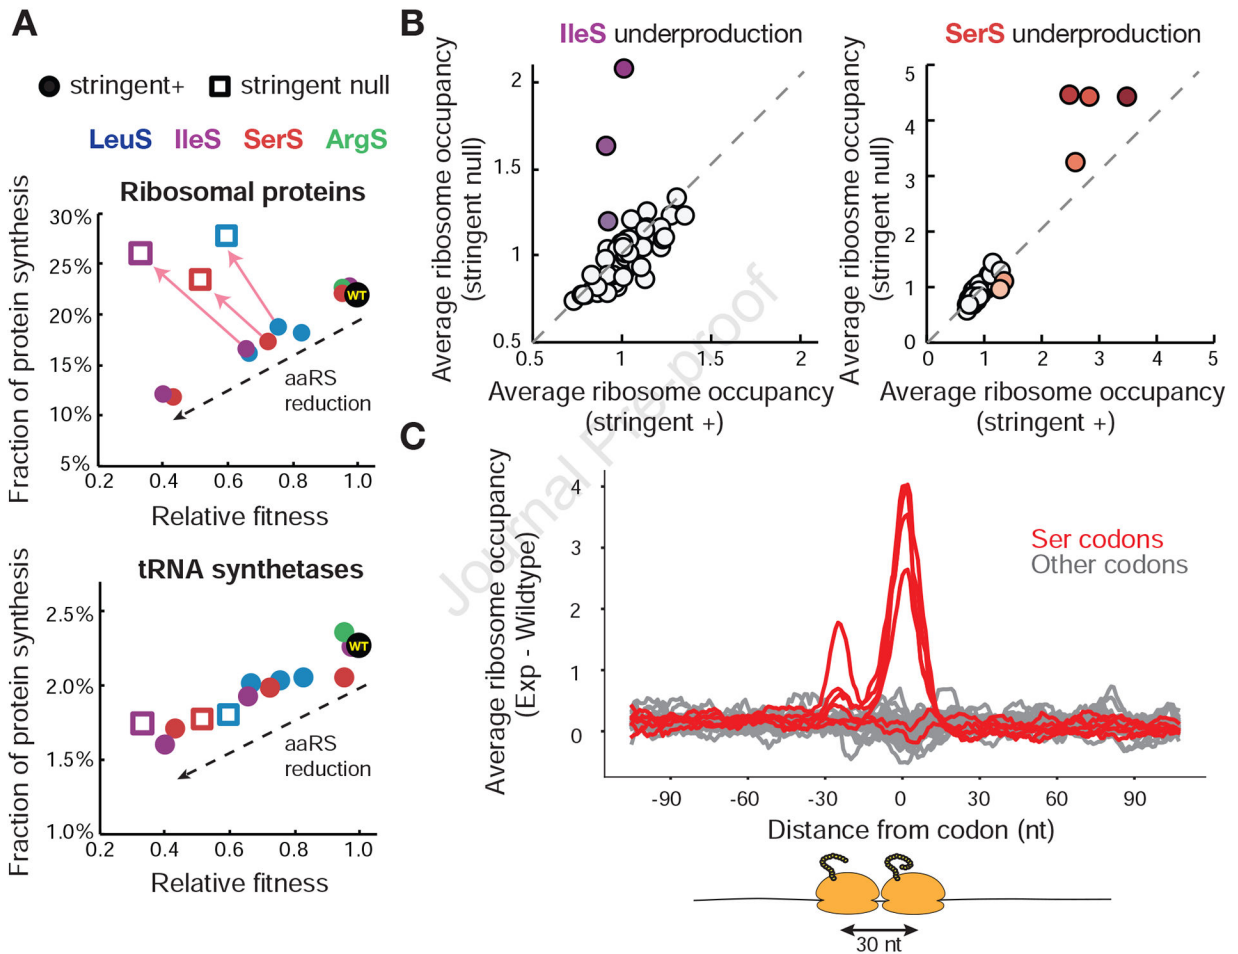 A
stringent+
stringent null
LeuS IleS SerS ArgS
Ribosomal proteins
Fraction of protein synthesis
30%
25%
20%
15%
10%
5%
WT
aaRS
reduction
0.2 0.4 0.6 0.8 1.0
Relative fitness
tRNA synthetases
Fraction of protein synthesis
2.5%
2.0%
1.5%
1.0%
WT
aaRS
reduction
0.2 0.4 0.6 0.8 1.0
Relative fitness
B
IleS underproduction
Average ribosome occupancy
(stringent null)
2
1.5
1
0.5
0.5 1 1.5 2
Average ribosome occupancy
(stringent +)
SerS underproduction
Average riboosme occupancy
(stringent null)
5
4
3
2
1
0
0 1 2 3 4 5
Average ribosome occupancy
(stringent +)
C
Average ribosome occupancy
(Exp - Wildtype)
4
3
2
1
0
Ser codons
Other codons
-90 -60 -30 0 30 60 90
Distance from codon (nt)
30 nt
Journal Pre-proof